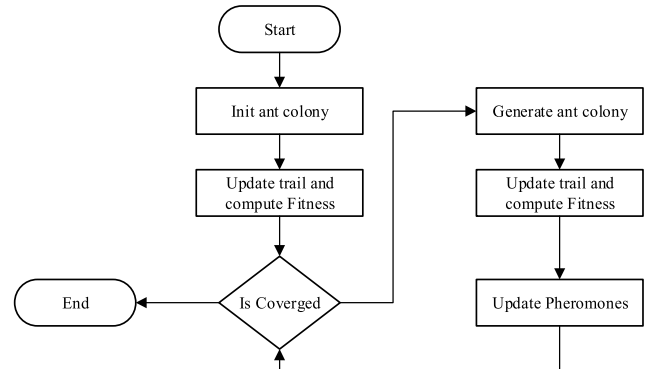 Start
Init ant colony
Generate ant colony
Update trail and
compute Fitness
Update trail and
compute Fitness
End
Is Coverged
Update Pheromones